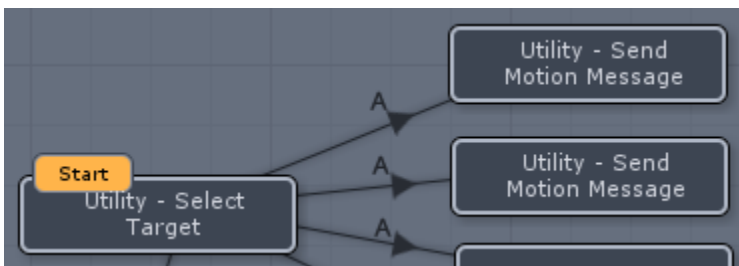 Utility - Send
Motion Message
A
A
Utility - Send
Motion Message
Start
Utility - Select
Target
A